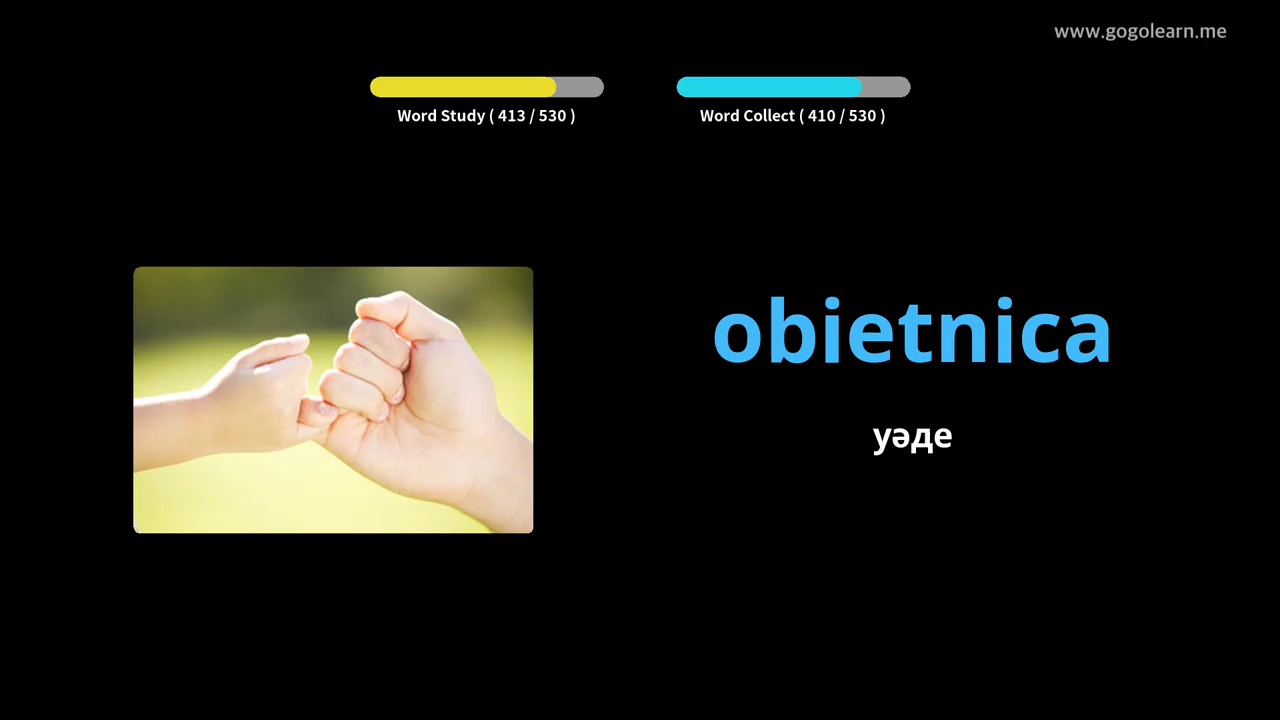 www.gogolearn.me
Word Study ( 413 / 530 )
Word Collect ( 410 / 530 )
obietnica
уәде